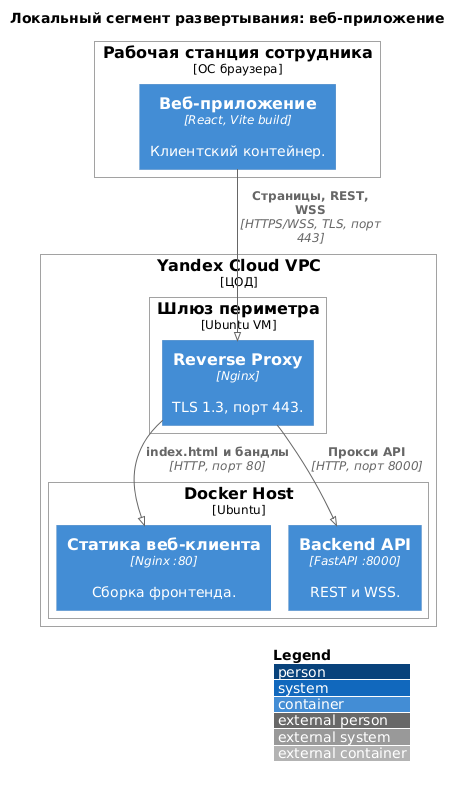 Локальный сегмент развертывания: веб-приложение
Рабочая станция сотрудника
[ОС браузера]
Веб-приложение
[React, Vite build]
Клиентский контейнер.
Страницы, REST,
WSS
[HTTPS/WSS, TLS, порт
443]
Yandex Cloud VPC
[ЦОД]
Шлюз периметра
[Ubuntu VM]
Reverse Proxy
[Nginx]
TLS 1.3, порт 443.
index.html и бандлы
[HTTP, порт 80]
Прокси API
[HTTP, порт 8000]
Docker Host
[Ubuntu]
Статика веб-клиента
[Nginx :80]
Сборка фронтенда.
Backend API
[FastAPI :8000]
REST и WSS.
Legend
person
system
container
external person
external system
external container